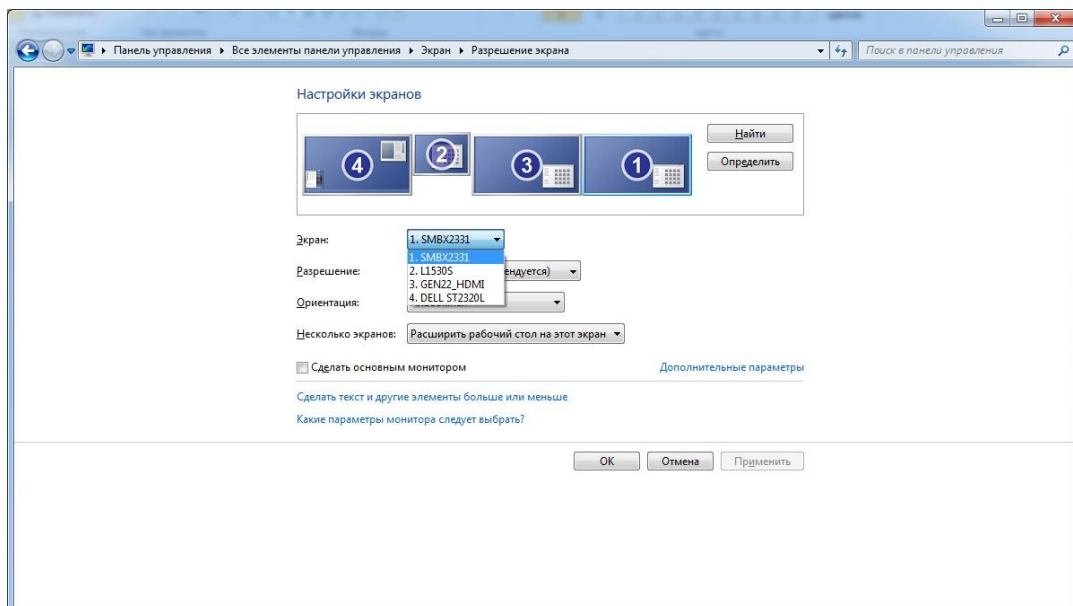 Панель управления ▸ Все элементы панели управления ▸ Экран ▸ Разрешение экрана
Поиск в панели управления
Настройки экранов
4 2 3 1
Найти
Определить
Экран: 1. SMBX2331
1. SMBX2331
2. L1530S
3. GEN22_HDMI
4. DELL ST2320L
Разрешение: ендуется)
Ориентация:
Несколько экранов: Расширить рабочий стол на этот экран
Сделать основным монитором Дополнительные параметры
Сделать текст и другие элементы больше или меньше
Какие параметры монитора следует выбрать?
OK Отмена Применить